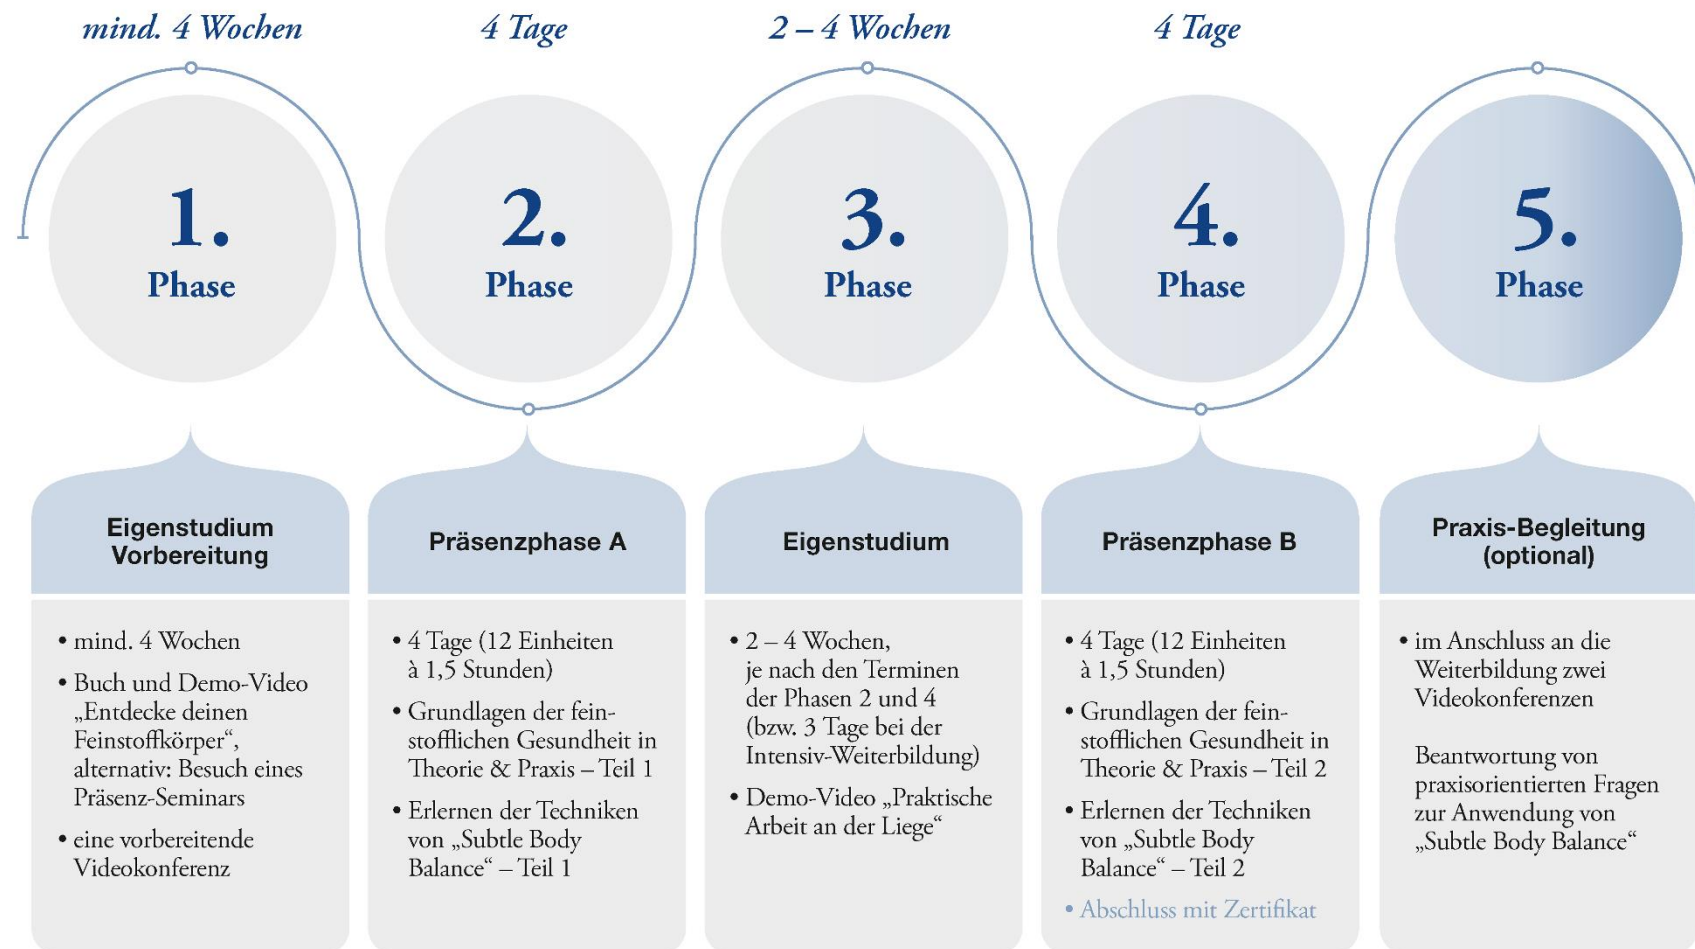 mind. 4 Wochen
4 Tage
2 – 4 Wochen
4 Tage
1.
Phase
2.
Phase
3.
Phase
4.
Phase
5.
Phase
Eigenstudium
Vorbereitung
• mind. 4 Wochen
• Buch und Demo-Video
„Entdecke deinen
Feinstoffkörper“,
alternativ: Besuch eines
Präsenz-Seminars
• eine vorbereitende
Videokonferenz
Präsenzphase A
• 4 Tage (12 Einheiten
à 1,5 Stunden)
• Grundlagen der fein-
stofflichen Gesundheit in
Theorie & Praxis – Teil 1
• Erlernen der Techniken
von „Subtle Body
Balance“ – Teil 1
Eigenstudium
• 2 – 4 Wochen,
je nach den Terminen
der Phasen 2 und 4
(bzw. 3 Tage bei der
Intensiv-Weiterbildung)
• Demo-Video „Praktische
Arbeit an der Liege“
Präsenzphase B
• 4 Tage (12 Einheiten
à 1,5 Stunden)
• Grundlagen der fein-
stofflichen Gesundheit in
Theorie & Praxis – Teil 2
• Erlernen der Techniken
von „Subtle Body
Balance“ – Teil 2
• Abschluss mit Zertifikat
Praxis-Begleitung
(optional)
• im Anschluss an die
Weiterbildung zwei
Videokonferenzen
Beantwortung von
praxisorientierten Fragen
zur Anwendung von
„Subtle Body Balance“